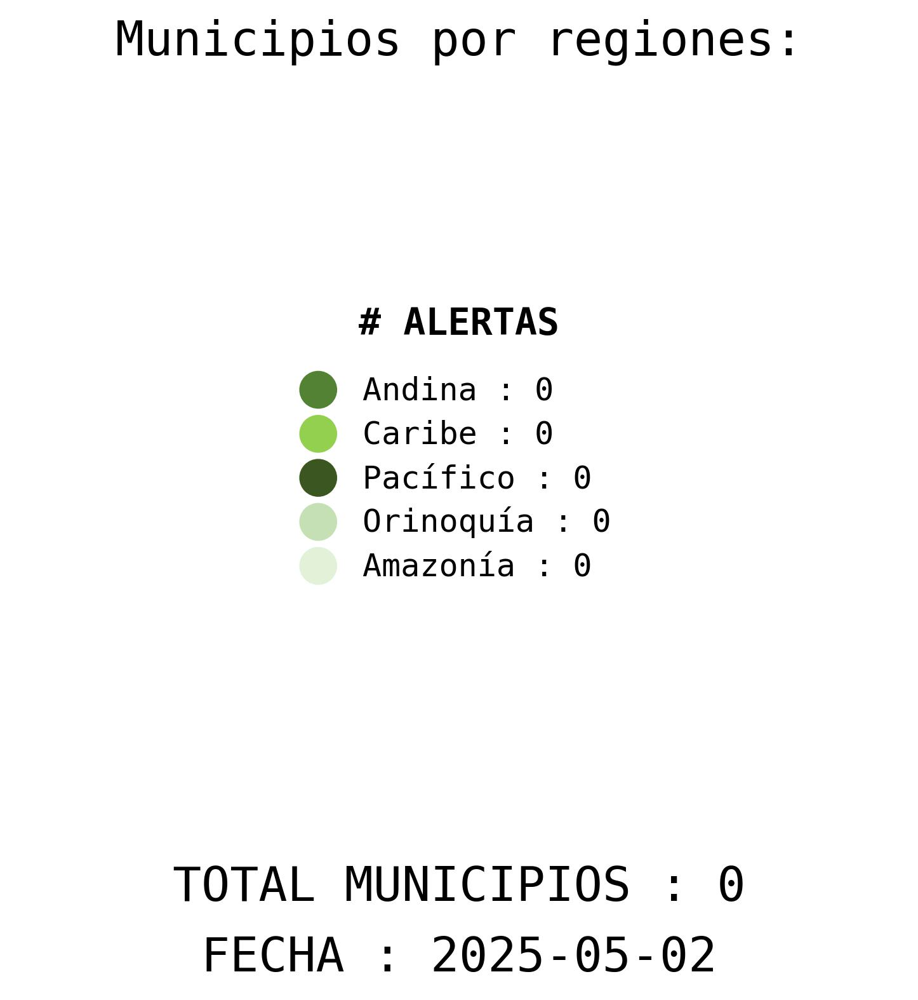 Municipios por regiones:
# ALERTAS
Andina : 0
Caribe : 0
Pacífico : 0
Orinoquía : 0
Amazonía : 0
TOTAL MUNICIPIOS : 0
FECHA : 2025-05-02